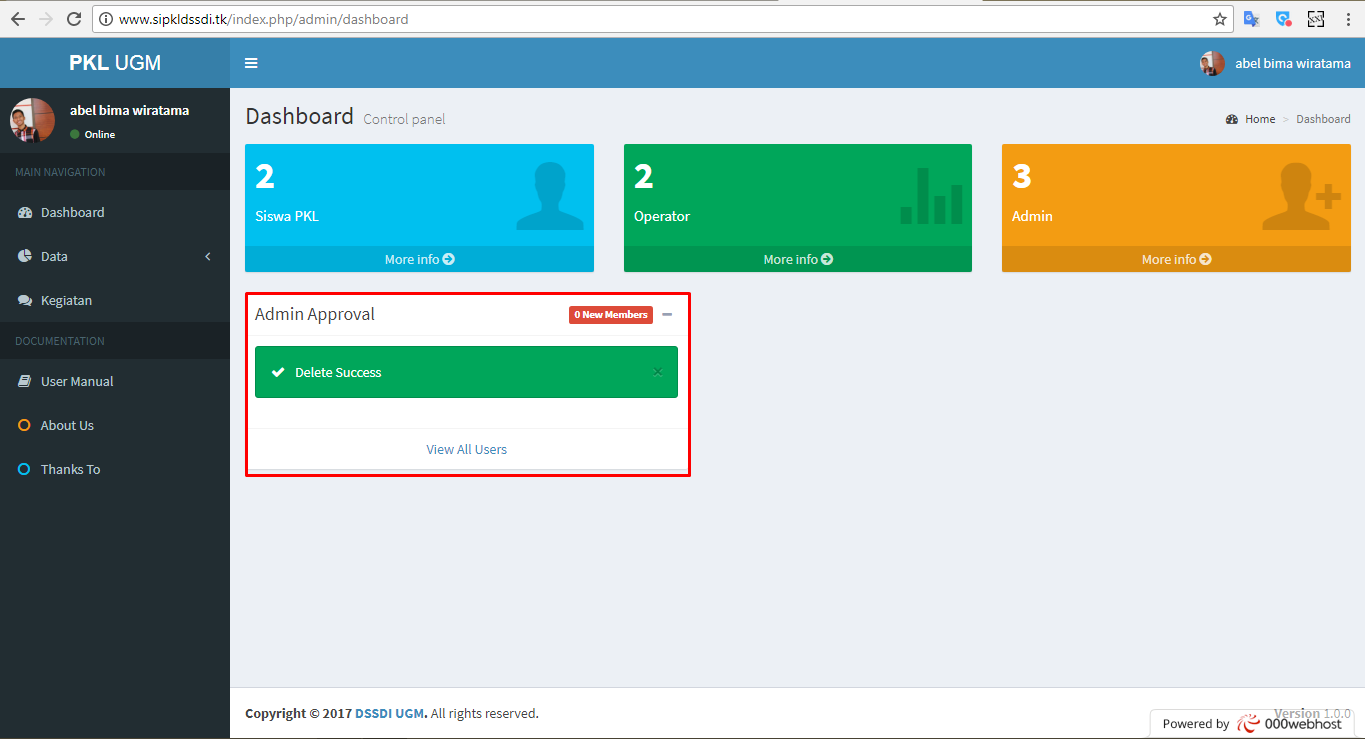 www.sipkldssdi.tk/index.php/admin/dashboard
PKL UGM
abel bima wiratama
abel bima wiratama
Online
MAIN NAVIGATION
Dashboard
Data
Kegiatan
DOCUMENTATION
User Manual
About Us
Thanks To
Dashboard Control panel
Home > Dashboard
2
Siswa PKL
More info
2
Operator
More info
3
Admin
More info
Admin Approval
0 New Members
Delete Success
×
View All Users
Copyright © 2017 DSSDI UGM. All rights reserved.
Version 1.0.0
Powered by 000webhost